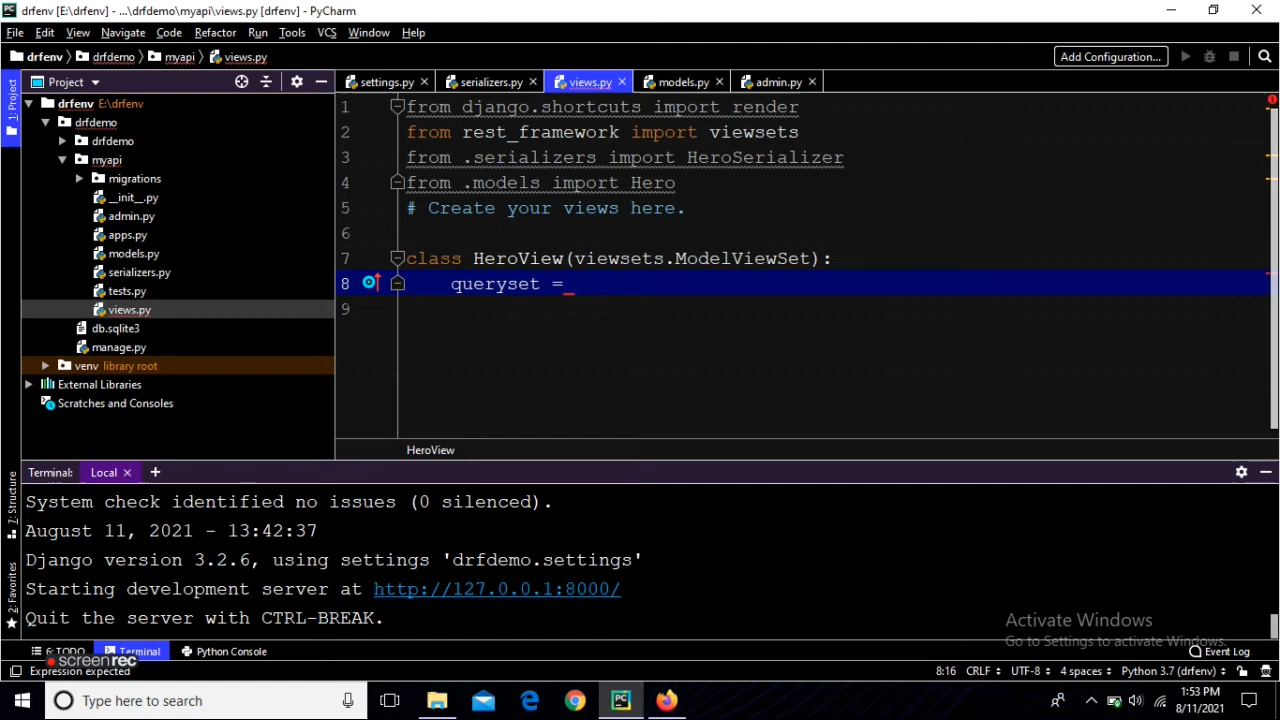 drfenv [E:\drfenv] - ...\drfdemo\myapi\views.py [drfenv] - PyCharm
File Edit View Navigate Code Refactor Run Tools VCS Window Help
drfenv drfdemo myapi views.py Add Configuration...
1: Project
Project
settings.py serializers.py views.py models.py admin.py
drfenv E:\drfenv
drfdemo
drfdemo
myapi
migrations
__init__.py
admin.py
apps.py
models.py
serializers.py
tests.py
views.py
db.sqlite3
manage.py
venv library root
External Libraries
Scratches and Consoles
1 from django.shortcuts import render
2 from rest_framework import viewsets
3 from .serializers import HeroSerializer
4 from .models import Hero
5 # Create your views here.
6
7 class HeroView(viewsets.ModelViewSet):
8 queryset =
9
HeroView
Terminal: Local
System check identified no issues (0 silenced).
August 11, 2021 - 13:42:37
Django version 3.2.6, using settings 'drfdemo.settings'
Starting development server at http://127.0.0.1:8000/
Quit the server with CTRL-BREAK.
Z: Structure
2: Favorites
Activate Windows
Go to Settings to activate Windows.
6: TODO Terminal Python Console Event Log
screenrec
Expression expected 8:16 CRLF UTF-8 4 spaces Python 3.7 (drfenv)
Type here to search
1:53 PM
8/11/2021